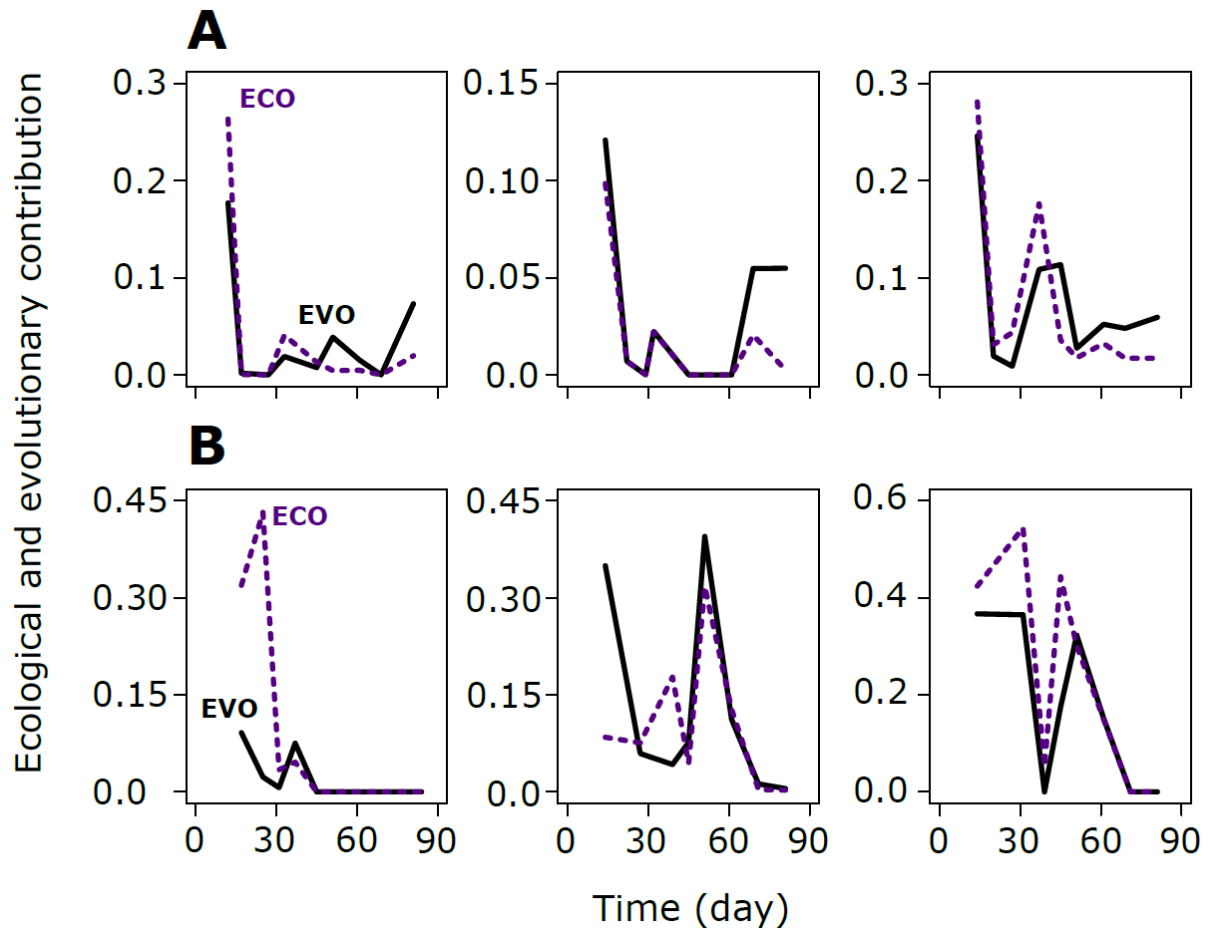 A
Ecological and evolutionary contribution
0.3 0.15 0.3
ECO
0.2 0.10 0.2
0.1 0.05 0.1
EVO
0.0 0.0 0.0
B
0.45 0.45 0.6
ECO
0.30 0.30 0.4
0.15 0.15 0.2
EVO
0.0 0.0 0.0
0 30 60 90 0 30 60 90 0 30 60 90
Time (day)